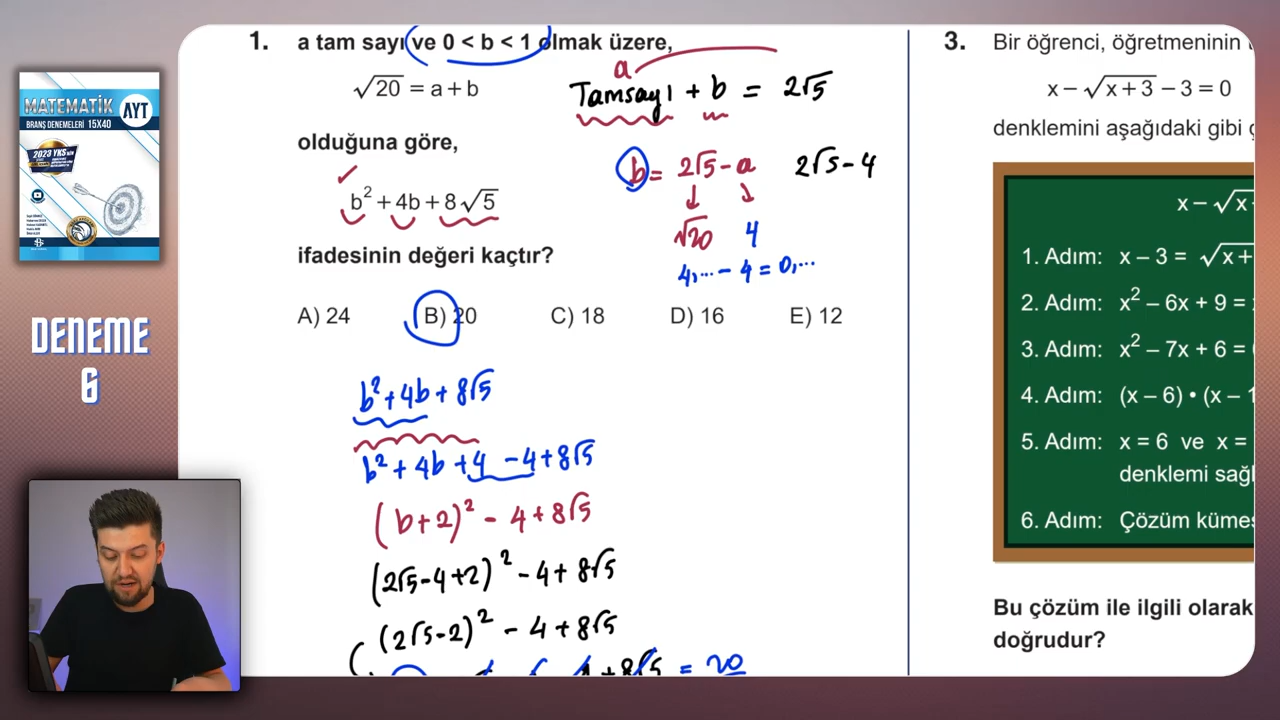 1. a tam sayı ve 0 < b < 1 olmak üzere,
√20 = a + b
olduğuna göre,
b² + 4b + 8√5
ifadesinin değeri kaçtır?
A) 24 B) 20 C) 18 D) 16 E) 12
a
Tamsayı + b = 2√5
b = 2√5 - a 2√5 - 4
√20 4
4,... - 4 = 0,...
b² + 4b + 8√5
b² + 4b + 4 - 4 + 8√5
(b+2)² - 4 + 8√5
(2√5-4+2)² - 4 + 8√5
(2√5-2)² - 4 + 8√5
+ 8√5 = 20
3. Bir öğrenci, öğretmeninin
x − √x + 3 − 3 = 0
denklemini aşağıdaki gibi ç
x − √x
1. Adım: x − 3 = √x +
2. Adım: x² − 6x + 9 =
3. Adım: x² − 7x + 6 =
4. Adım: (x − 6) • (x − 1
5. Adım: x = 6 ve x =
denklemi sağl
6. Adım: Çözüm kümes
Bu çözüm ile ilgili olarak
doğrudur?
MATEMATİK AYT
BRANŞ DENEMELERİ 15X40
2023 YKS'NİN
DENEME
6